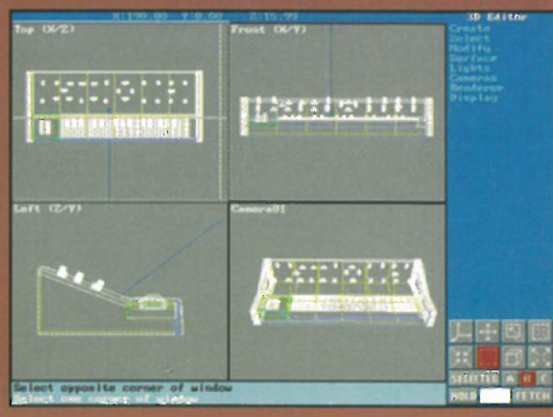 X:190.00 Y:0.00 Z:15.99
3D Editor
Top (X/Z)
Front (X/Y)
Create
Select
Modify
Surface
Lights
Cameras
Renderer
Display
Left (Z/Y)
Camera01
SELECTED A B C
HOLD FETCH
Select opposite corner of window
Select one corner of window